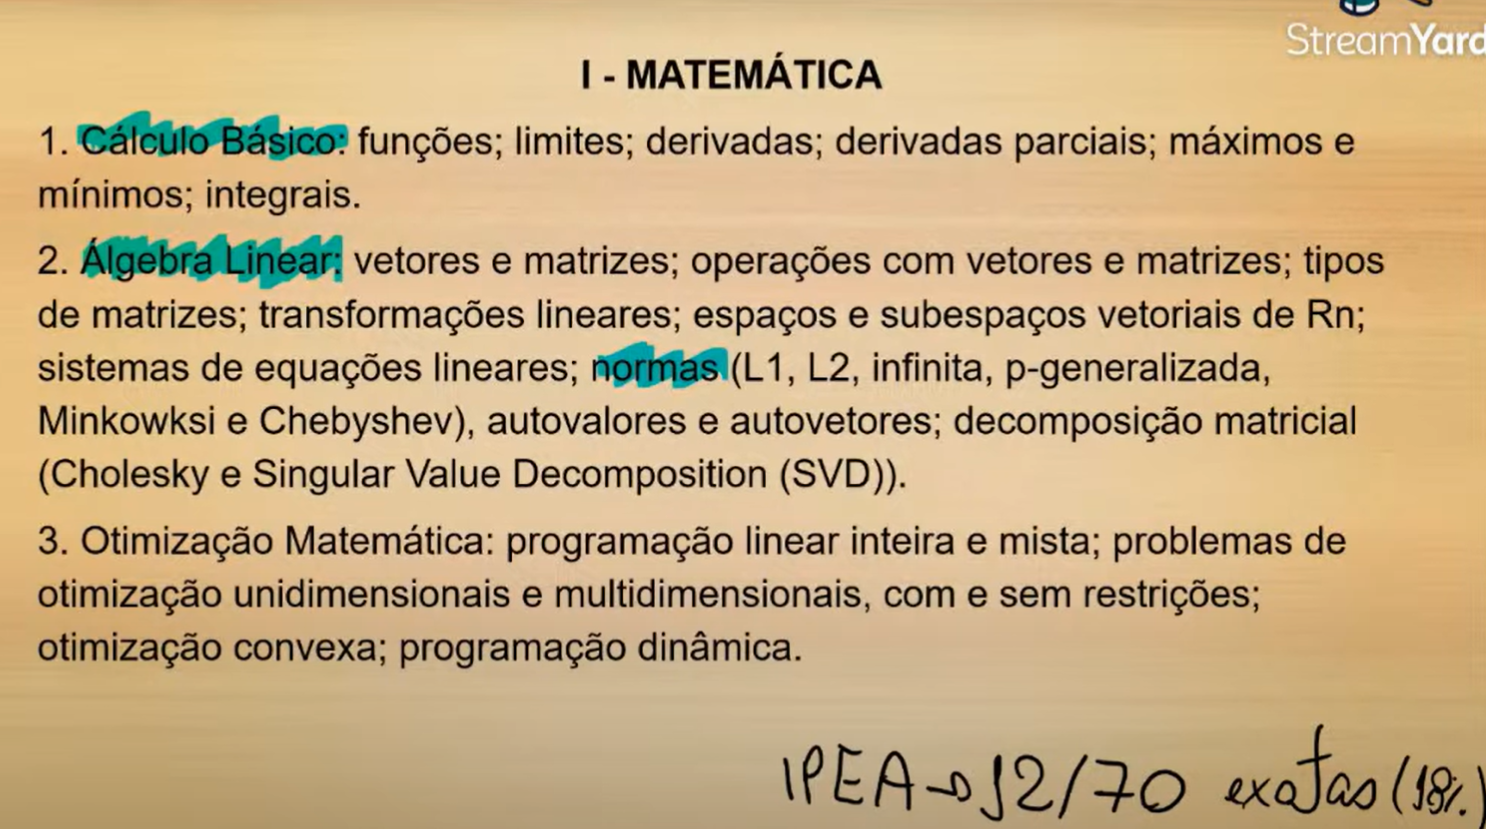 StreamYard
I - MATEMÁTICA
1. Cálculo Básico: funções; limites; derivadas; derivadas parciais; máximos e
mínimos; integrais.
2. Álgebra Linear: vetores e matrizes; operações com vetores e matrizes; tipos
de matrizes; transformações lineares; espaços e subespaços vetoriais de Rn;
sistemas de equações lineares; normas (L1, L2, infinita, p-generalizada,
Minkowksi e Chebyshev), autovalores e autovetores; decomposição matricial
(Cholesky e Singular Value Decomposition (SVD)).
3. Otimização Matemática: programação linear inteira e mista; problemas de
otimização unidimensionais e multidimensionais, com e sem restrições;
otimização convexa; programação dinâmica.
IPEA → 12/70 exatas (18%)